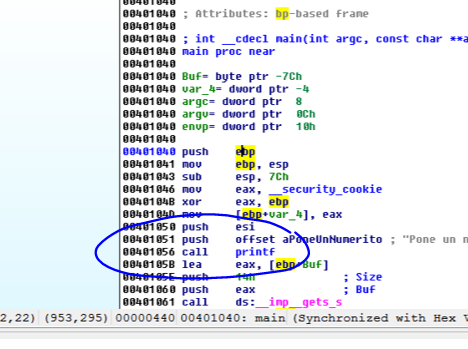 00401040
00401040 ; Attributes: bp-based frame
00401040
00401040 ; int __cdecl main(int argc, const char **a
00401040 main proc near
00401040
00401040 Buf= byte ptr -7Ch
00401040 var_4= dword ptr -4
00401040 argc= dword ptr 8
00401040 argv= dword ptr 0Ch
00401040 envp= dword ptr 10h
00401040
00401040 push ebp
00401041 mov ebp, esp
00401043 sub esp, 7Ch
00401046 mov eax, __security_cookie
0040104B xor eax, ebp
0040104D mov [ebp+var_4], eax
00401050 push esi
00401051 push offset aPoneUnNumerito ; "Pone un n
00401056 call printf
0040105B lea eax, [ebp+Buf]
0040105E push 14h ; Size
00401060 push eax ; Buf
00401061 call ds:__imp__gets_s
2,22) (953,295) 00000440 00401040: main (Synchronized with Hex V